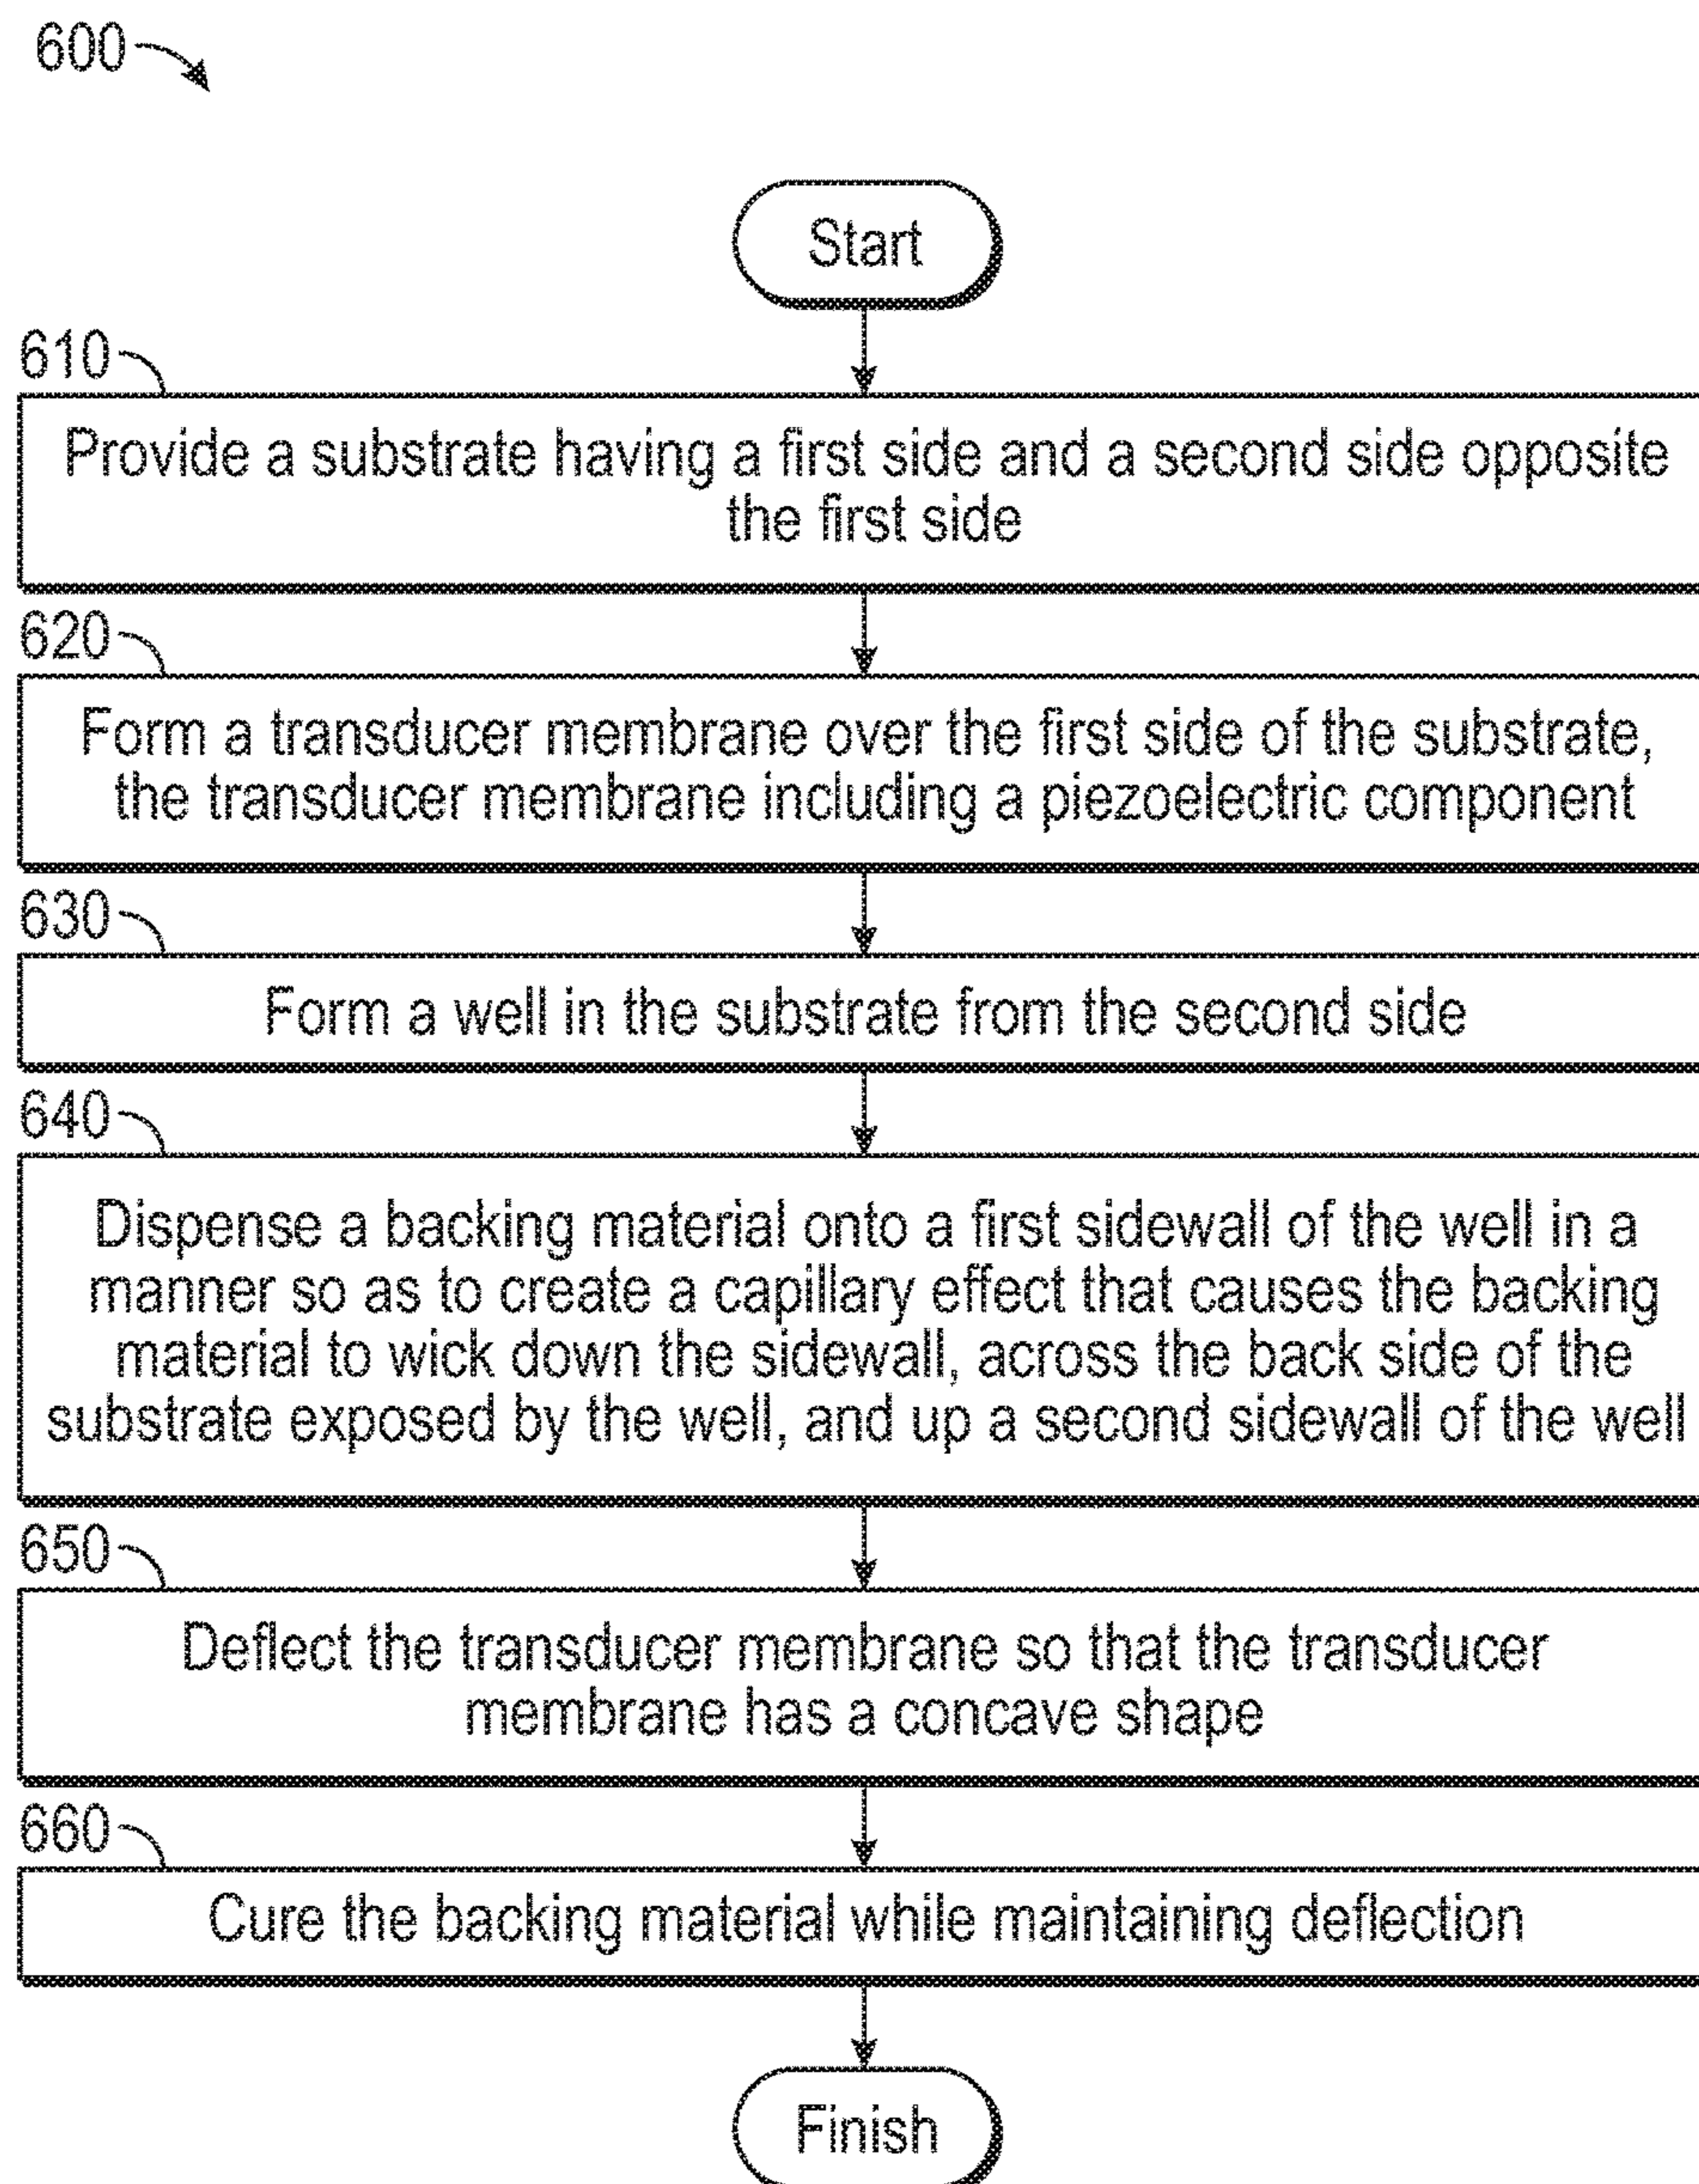 600
Start
610
Provide a substrate having a first side and a second side opposite
the first side
620
Form a transducer membrane over the first side of the substrate,
the transducer membrane including a piezoelectric component
630
Form a well in the substrate from the second side
640
Dispense a backing material onto a first sidewall of the well in a
manner so as to create a capillary effect that causes the backing
material to wick down the sidewall, across the back side of the
substrate exposed by the well, and up a second sidewall of the well
650
Deflect the transducer membrane so that the transducer
membrane has a concave shape
660
Cure the backing material while maintaining deflection
Finish